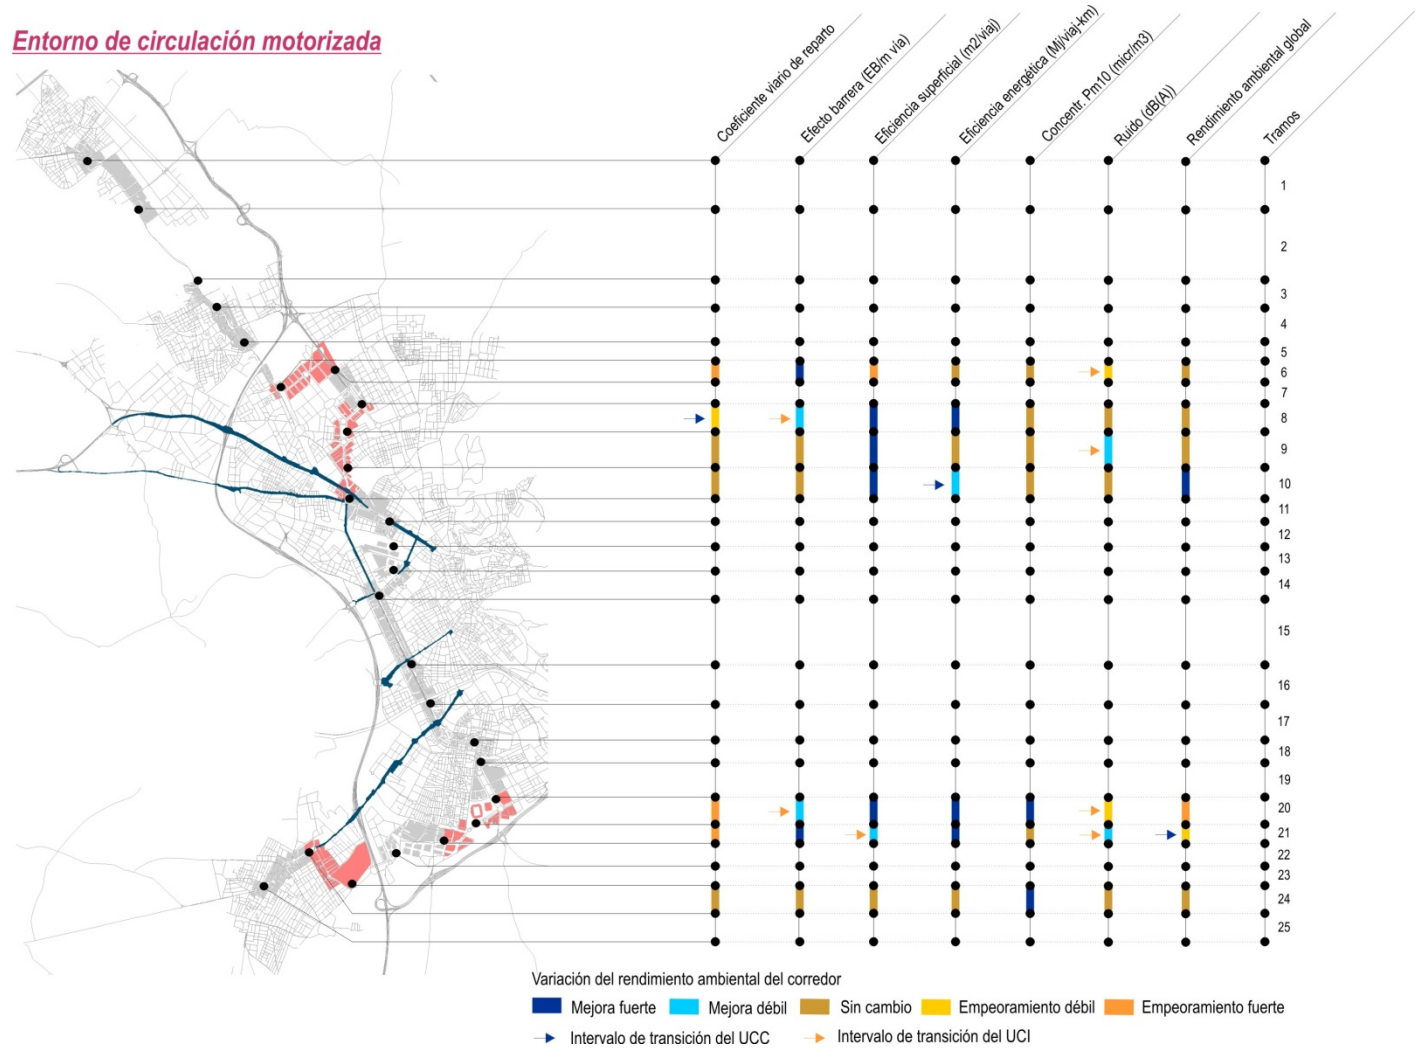 Entorno de circulación motorizada
Coeficiente viario de reparto
Efecto barrera (EB/m vía)
Eficiencia superficial (m2/viaj)
Eficiencia energética (Mj/viaj-km)
Concentr. Pm10 (micr/m3)
Ruido (dB(A))
Rendimiento ambiental global
Tramos
1
2
3
4
5
6
7
8
9
10
11
12
13
14
15
16
17
18
19
20
21
22
23
24
25
Variación del rendimiento ambiental del corredor
Mejora fuerte Mejora débil Sin cambio Empeoramiento débil Empeoramiento fuerte
Intervalo de transición del UCC Intervalo de transición del UCI